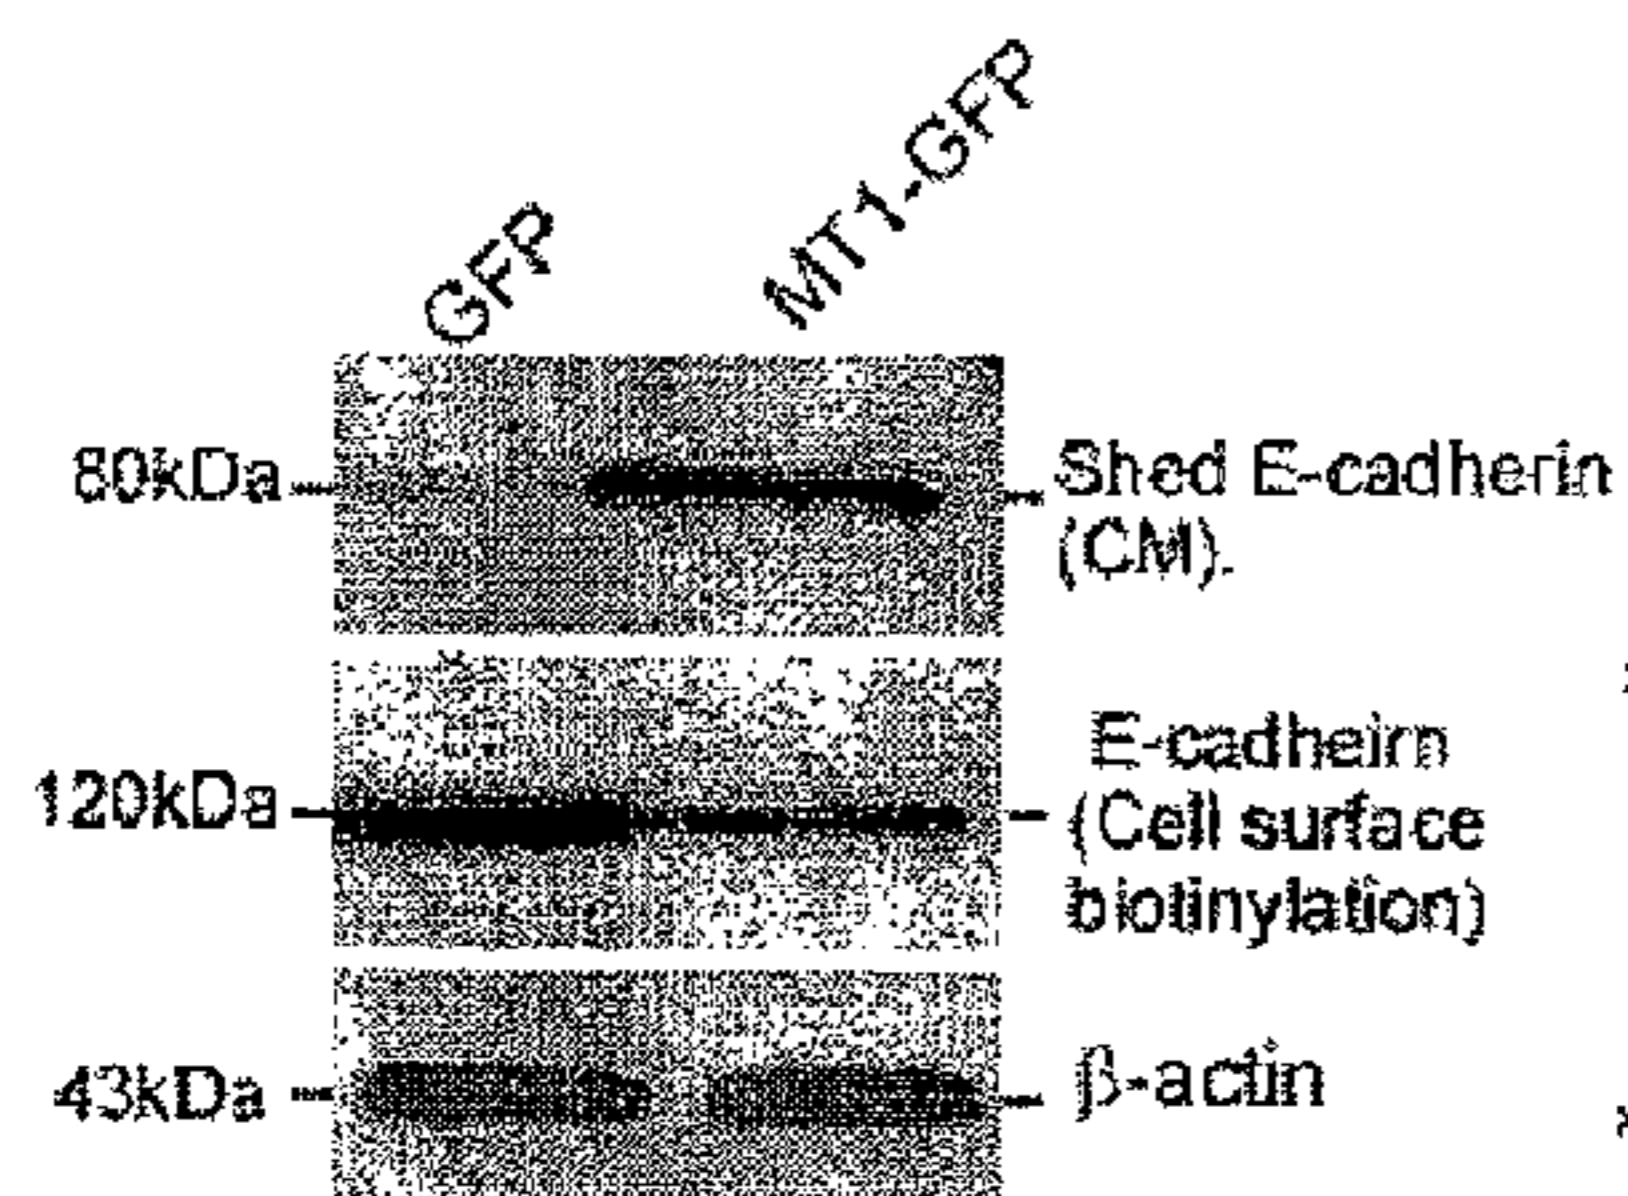 GFP
MT1-GFP
80kDa
Shed E-cadherin
(CM).
120kDa
E-cadheirn
(Cell surface
biotinylation)
43kDa
β-actin